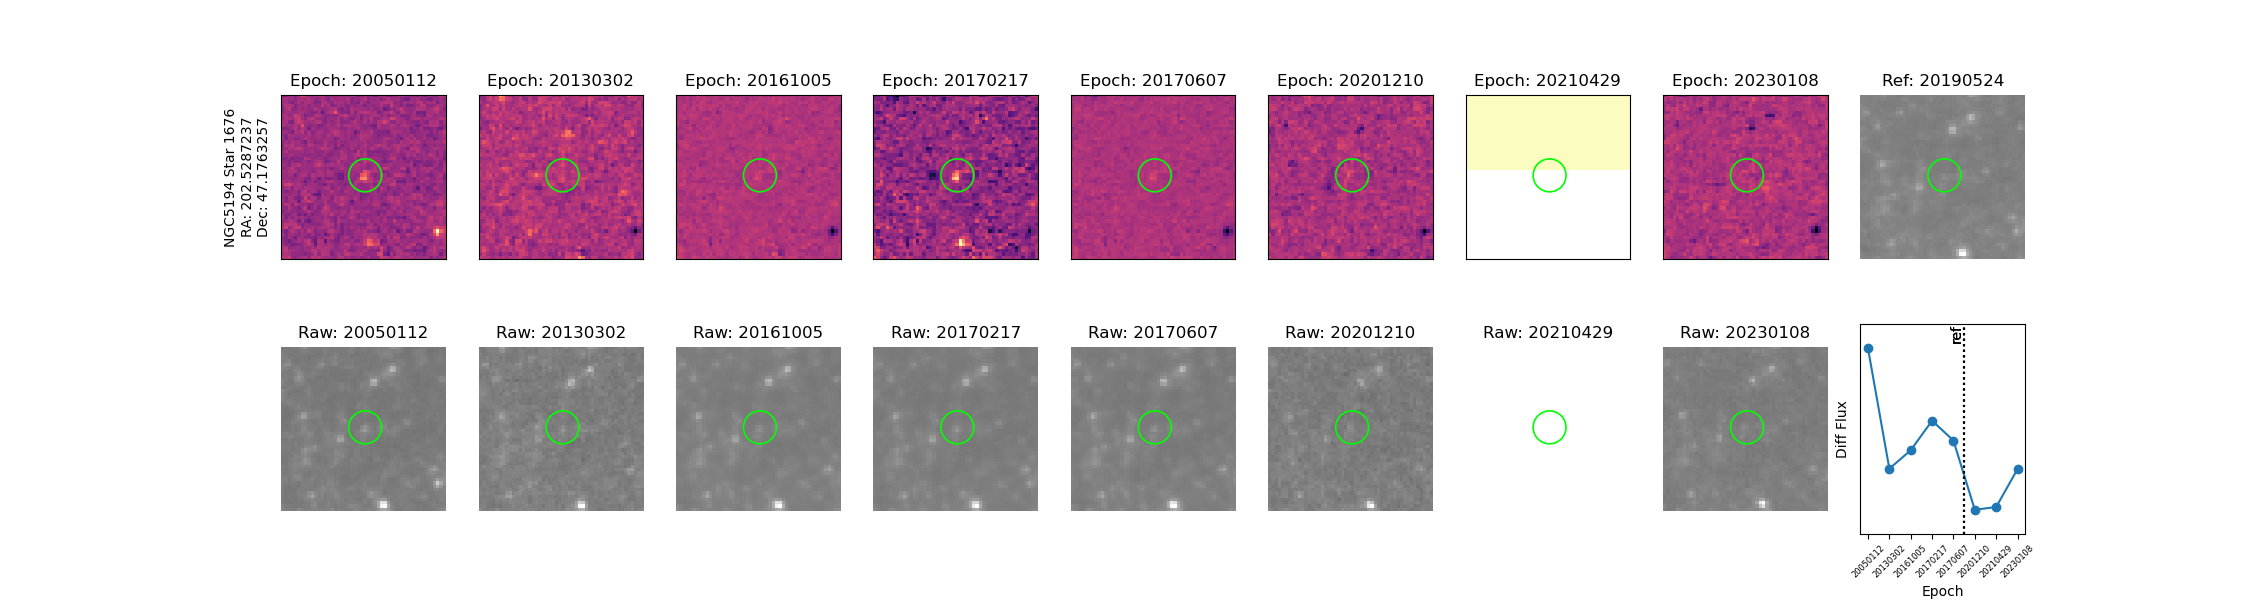 NGC5194 Star 1676
RA: 202.5287237
Dec: 47.1763257
Epoch: 20050112
Epoch: 20130302
Epoch: 20161005
Epoch: 20170217
Epoch: 20170607
Epoch: 20201210
Epoch: 20210429
Epoch: 20230108
Ref: 20190524
Raw: 20050112
Raw: 20130302
Raw: 20161005
Raw: 20170217
Raw: 20170607
Raw: 20201210
Raw: 20210429
Raw: 20230108
ref
Diff Flux
20050112
20130302
20161005
20170217
20170607
20201210
20210429
20230108
Epoch